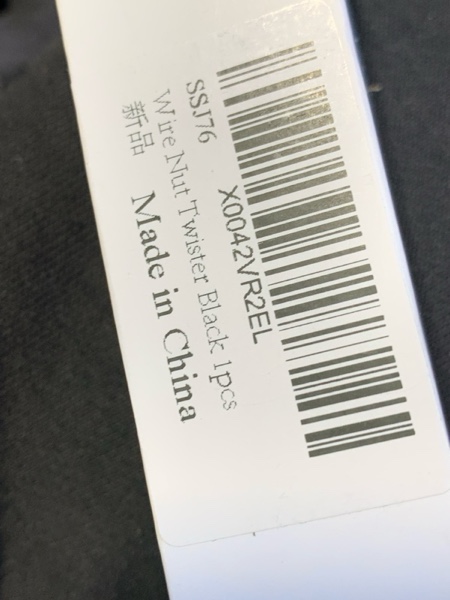 X0042VR2EL
SSJ76
Wire Nut Twister Black 1pcs
新品
Made in China